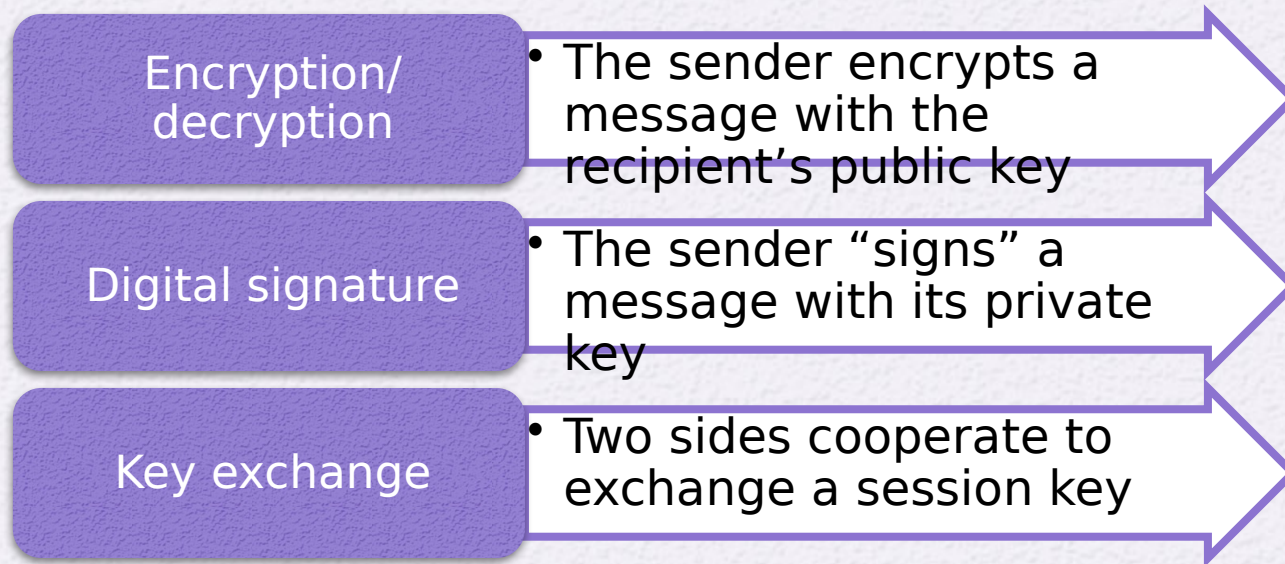 Encryption/
decryption
• The sender encrypts a
message with the
recipient’s public key
Digital signature
• The sender “signs” a
message with its private
key
Key exchange
• Two sides cooperate to
exchange a session key